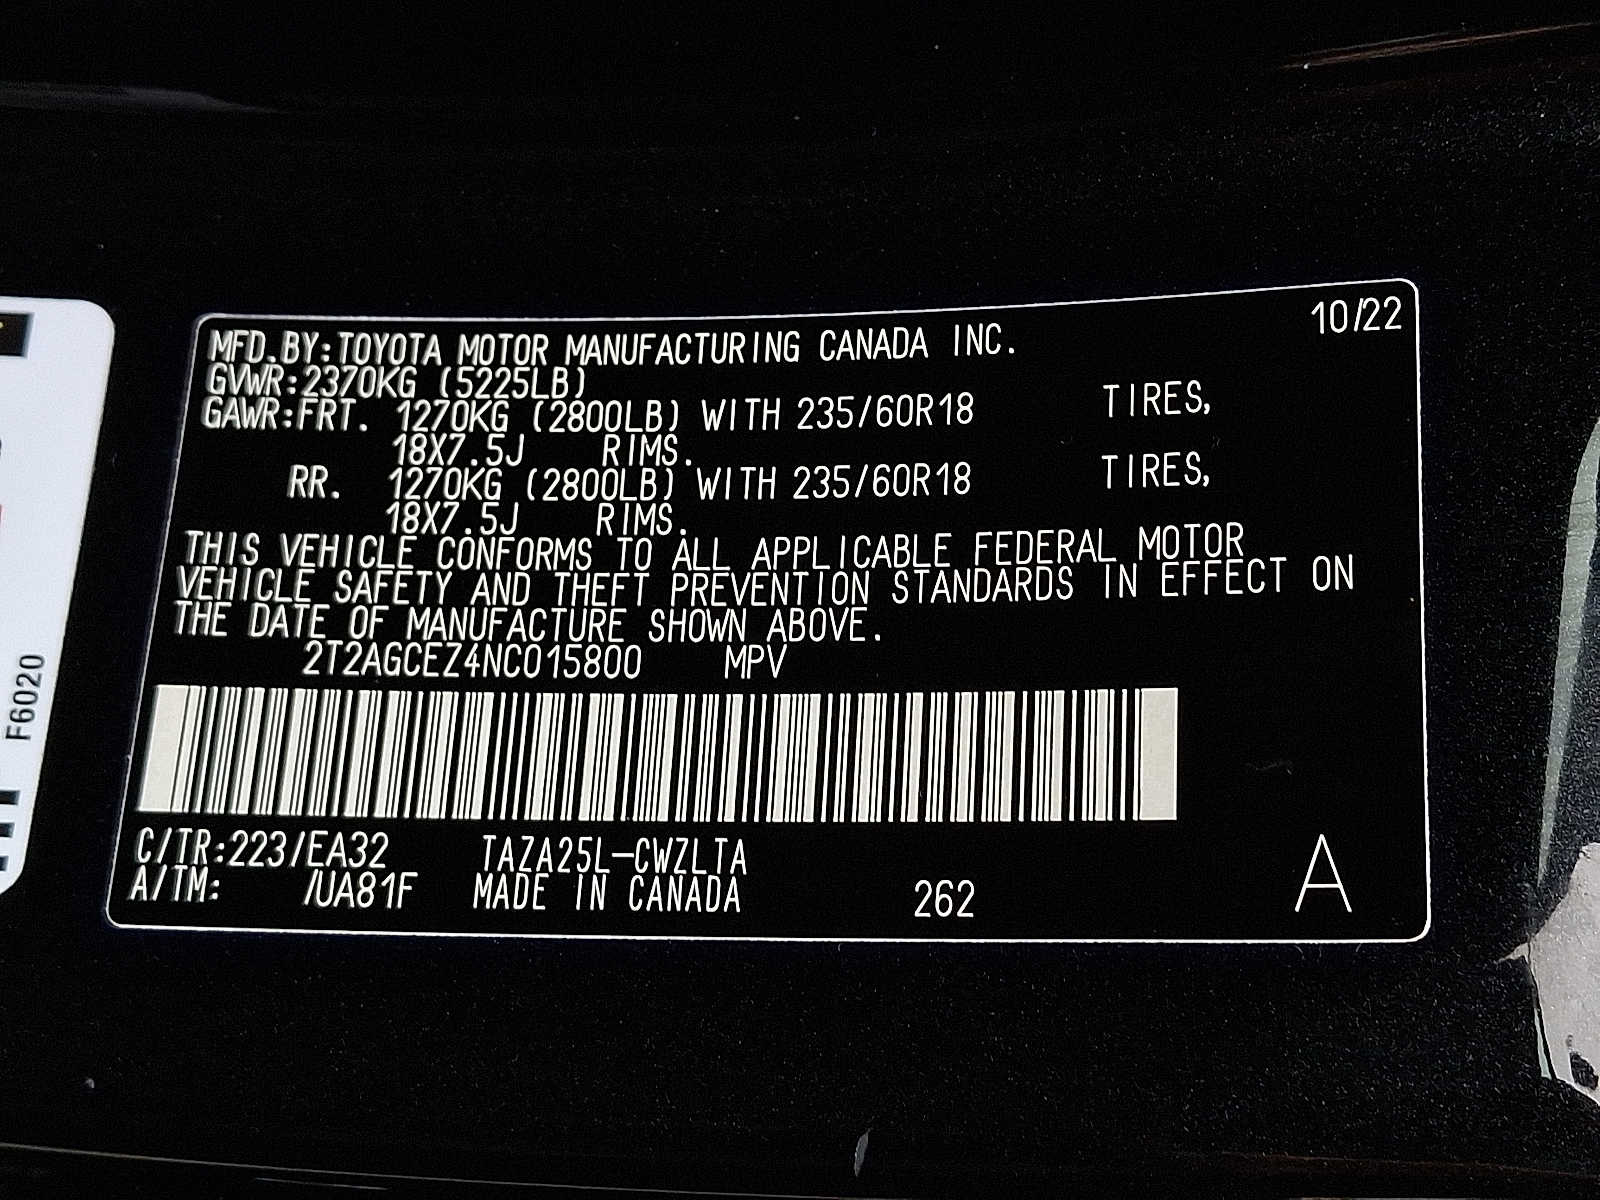 10/22
MFD.BY:TOYOTA MOTOR MANUFACTURING CANADA INC.
GVWR:2370KG (5225LB)
GAWR:FRT. 1270KG (2800LB) WITH 235/60R18 TIRES,
18X7.5J RIMS.
RR. 1270KG (2800LB) WITH 235/60R18 TIRES,
18X7.5J RIMS.
THIS VEHICLE CONFORMS TO ALL APPLICABLE FEDERAL MOTOR
VEHICLE SAFETY AND THEFT PREVENTION STANDARDS IN EFFECT ON
THE DATE OF MANUFACTURE SHOWN ABOVE.
2T2AGCEZ4NC015800 MPV
C/TR:223/EA32 TAZA25L-CWZLTA
A/TM: /UA81F MADE IN CANADA 262 A
F6020